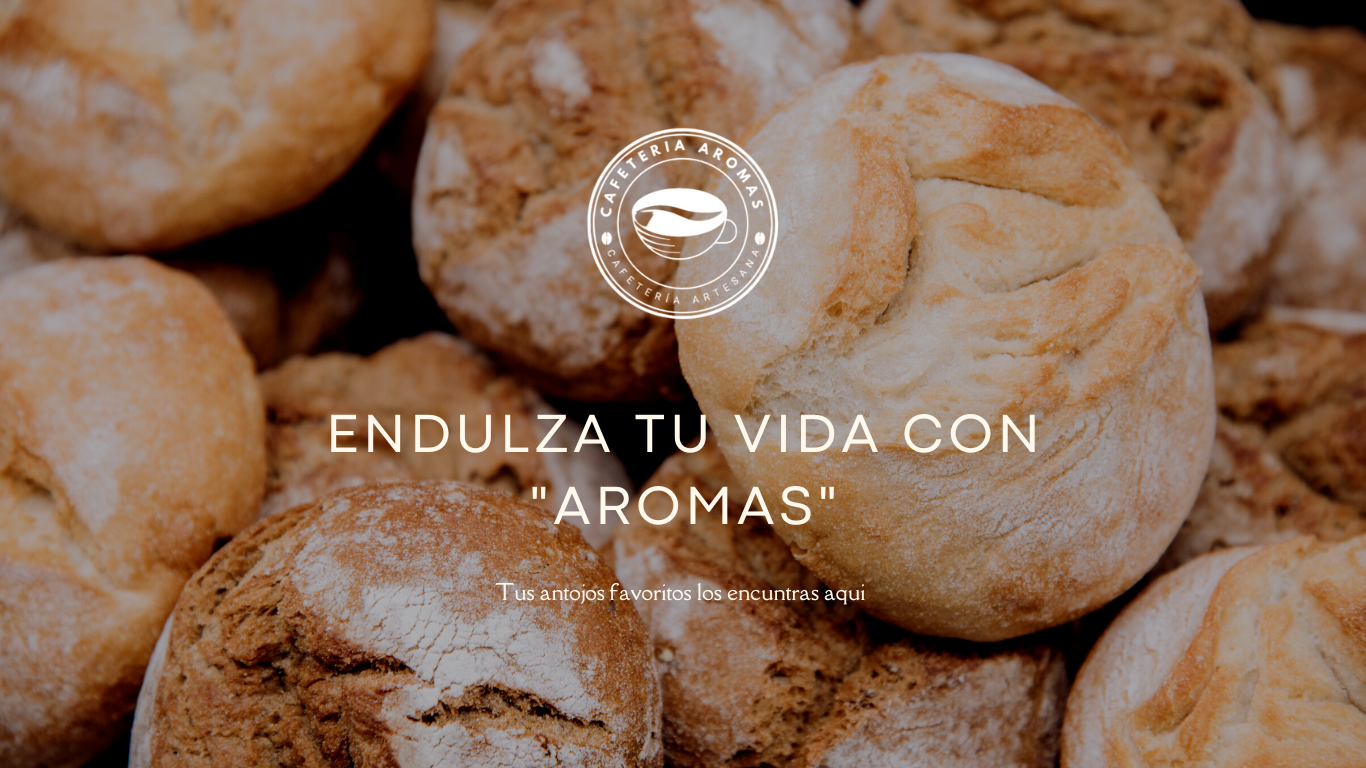 CAFETERIA AROMAS
CAFETERÍA ARTESANA
ENDULZA TU VIDA CON
"AROMAS"
Tus antojos favoritos los encuntras aqui